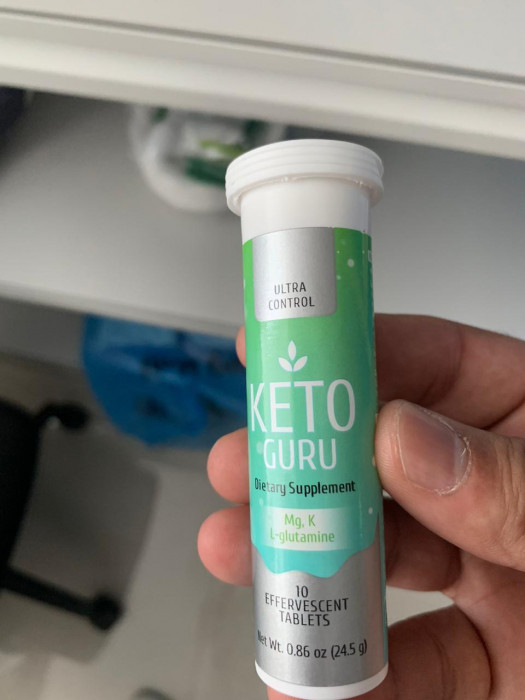 ULTRA
CONTROL
KETO
GURU
Dietary Supplement
Mg, K
L-glutamine
10
EFFERVESCENT
TABLETS
Net Wt. 0.86 oz (24.5 g)